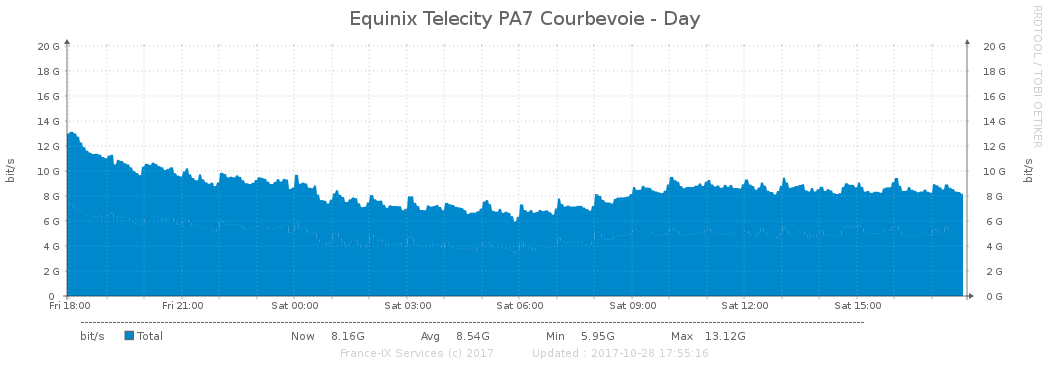 Equinix Telecity PA7 Courbevoie - Day
RRDTOOL / TOBI OETIKER
bit/s
bit/s
20 G 20 G
18 G 18 G
16 G 16 G
14 G 14 G
12 G 12 G
10 G 10 G
8 G 8 G
6 G 6 G
4 G 4 G
2 G 2 G
0 0 G
Fri 18:00 Fri 21:00 Sat 00:00 Sat 03:00 Sat 06:00 Sat 09:00 Sat 12:00 Sat 15:00
bit/s Total Now 8.16G Avg 8.54G Min 5.95G Max 13.12G
France-IX Services (c) 2017 Updated : 2017-10-28 17:55:16